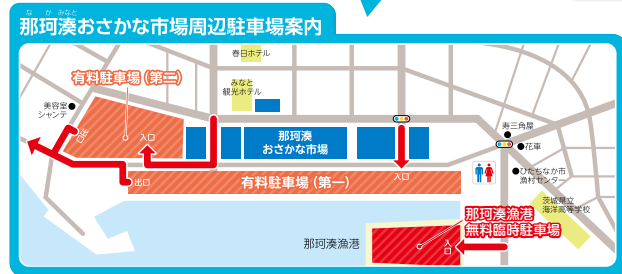 な か みなと
那珂湊おさかな市場周辺駐車場案内
春日ホテル
有料駐車場(第二)
みなと
観光ホテル
美容室
シャンテ
出口
入口
那珂湊
おさかな市場
寿三角屋
花車
ひたちなか市
漁村センター
出口
有料駐車場(第一)
入口
茨城県立
海洋高等学校
那珂湊漁港
無料臨時駐車場
那珂湊漁港
入口